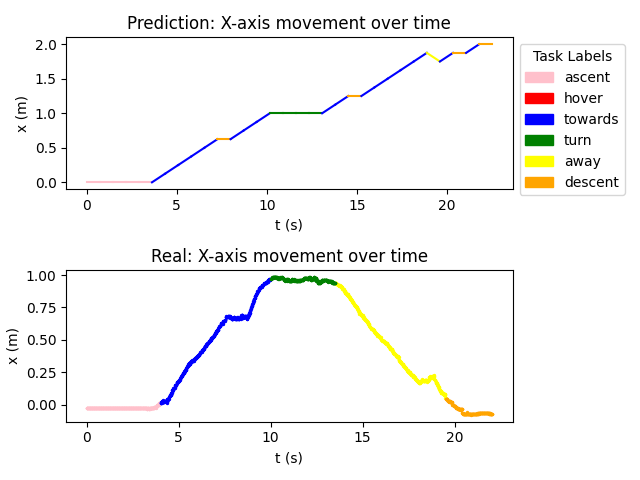 Prediction: X-axis movement over time
2.0
1.5
1.0
0.5
0.0
x (m)
0 5 10 15 20
t (s)
Task Labels
ascent
hover
towards
turn
away
descent
Real: X-axis movement over time
1.00
0.75
0.50
0.25
0.00
x (m)
0 5 10 15 20
t (s)